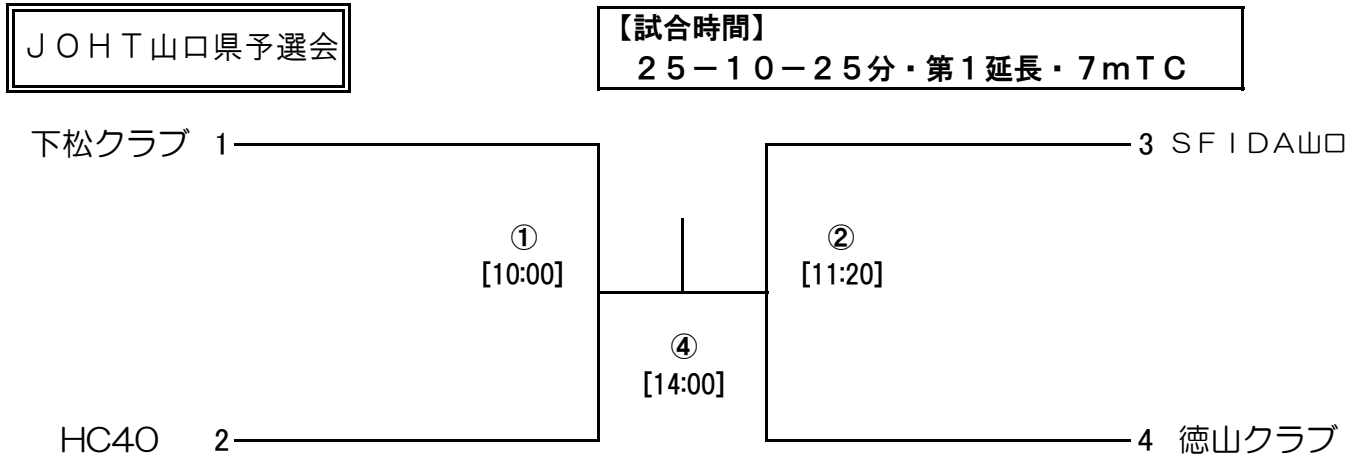 ＪＯＨＴ山口県予選会
【試合時間】
２５－１０－２５分・第１延長・７ｍＴＣ
下松クラブ 1
3 ＳＦＩＤＡ山口
① ②
[10:00] [11:20]
④
[14:00]
HC40 2
4 徳山クラブ